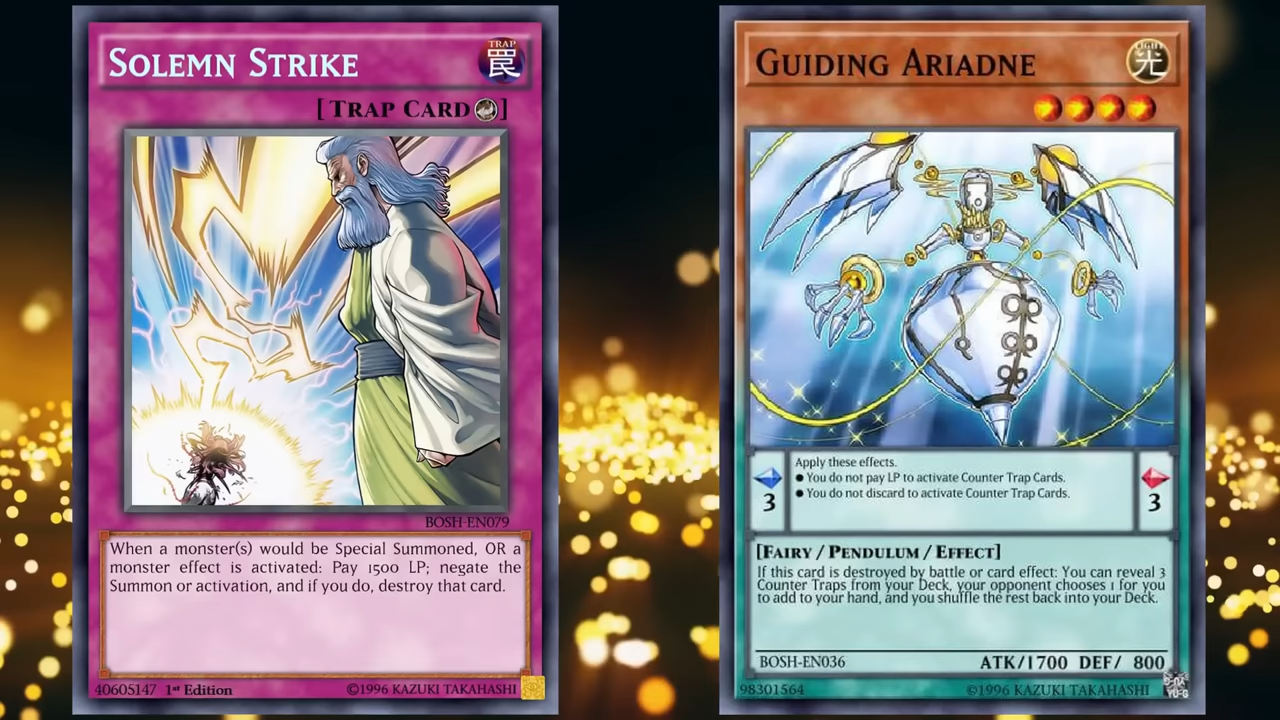 SOLEMN STRIKE
TRAP
罠
[TRAP CARD]
BOSH-EN079
When a monster(s) would be Special Summoned, OR a
monster effect is activated: Pay 1500 LP; negate the
Summon or activation, and if you do, destroy that card.
40605147 1st Edition
©1996 KAZUKI TAKAHASHI
GUIDING ARIADNE
LIGHT
光
Apply these effects.
● You do not pay LP to activate Counter Trap Cards.
● You do not discard to activate Counter Trap Cards.
3
3
[FAIRY/PENDULUM/EFFECT]
If this card is destroyed by battle or card effect: You can reveal 3
Counter Traps from your Deck, your opponent chooses 1 for you
to add to your hand, and you shuffle the rest back into your Deck.
BOSH-EN036
ATK/1700 DEF/ 800
98301564
©1996 KAZUKI TAKAHASHI